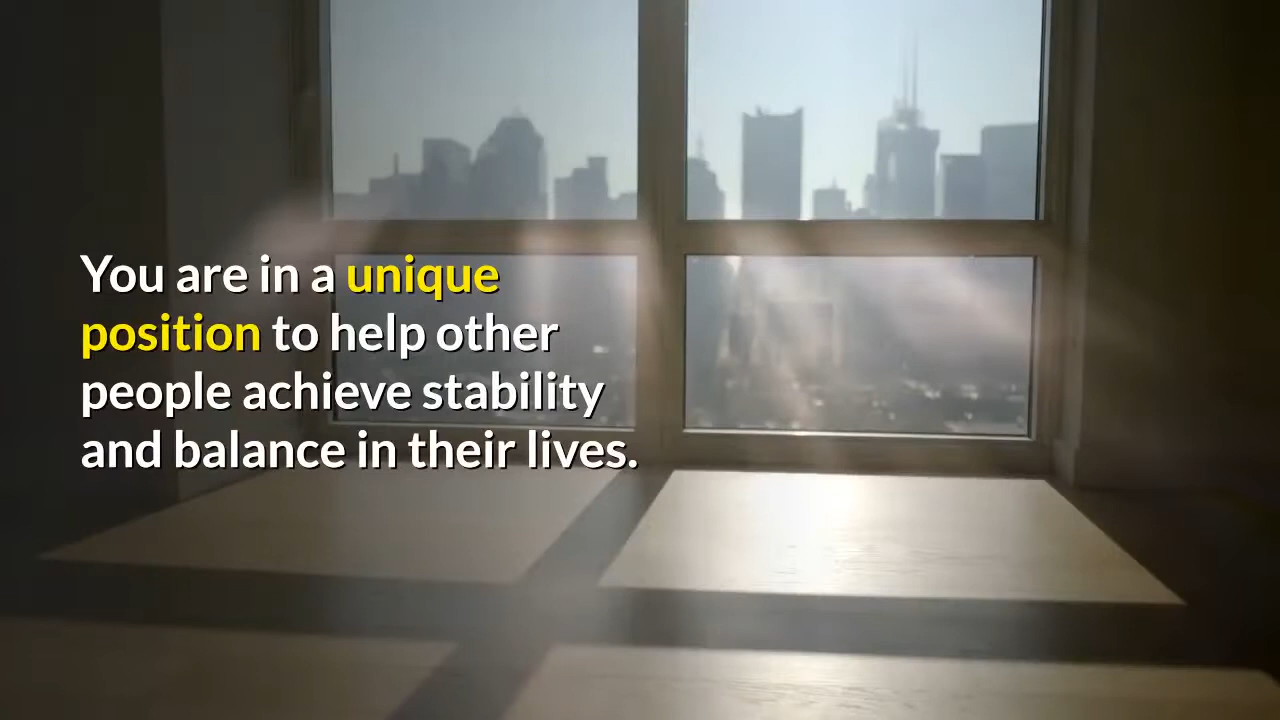 You are in a unique
position to help other
people achieve stability
and balance in their lives.